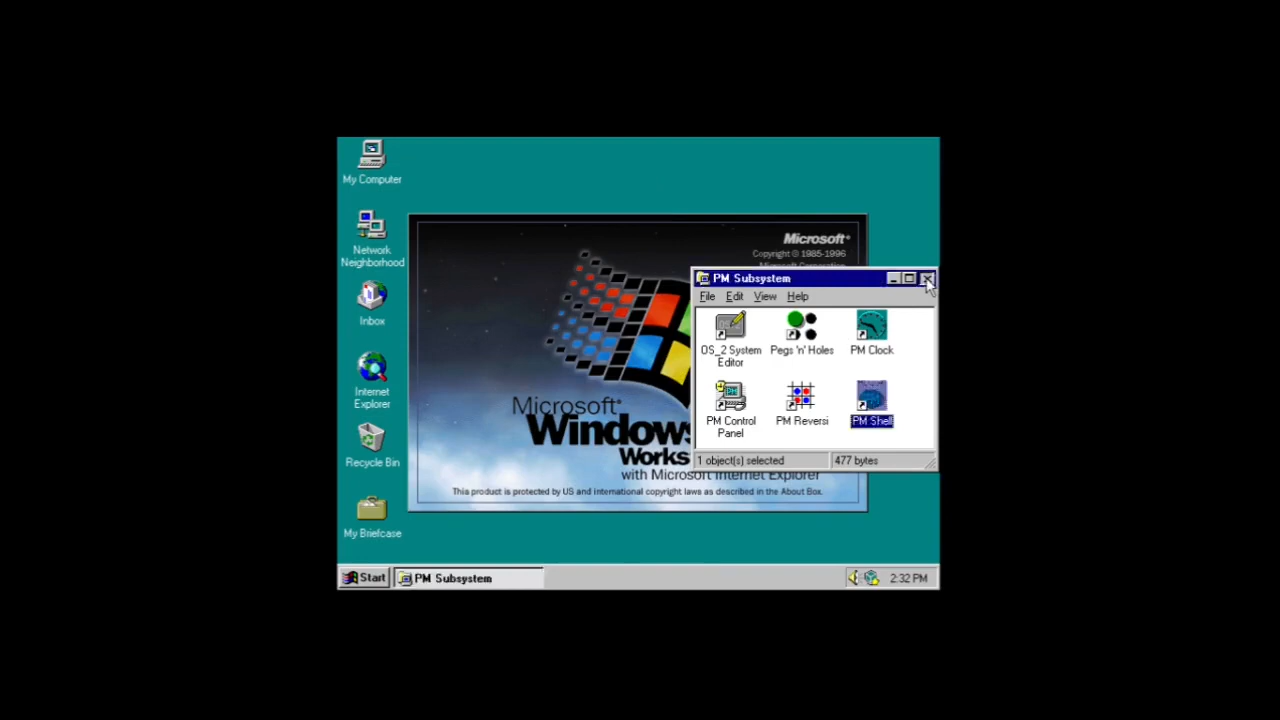 My Computer
Network
Neighborhood
Inbox
Internet
Explorer
Recycle Bin
My Briefcase
Microsoft®
Copyright © 1985-1996
Microsoft
Windows
Works
with Microsoft Internet Explorer
This product is protected by US and international copyright laws as described in the About Box.
PM Subsystem
File Edit View Help
OS_2 System
Editor
Pegs 'n' Holes
PM Clock
PM Control
Panel
PM Reversi
PM Shell
1 object(s) selected
477 bytes
Start
PM Subsystem
2:32 PM